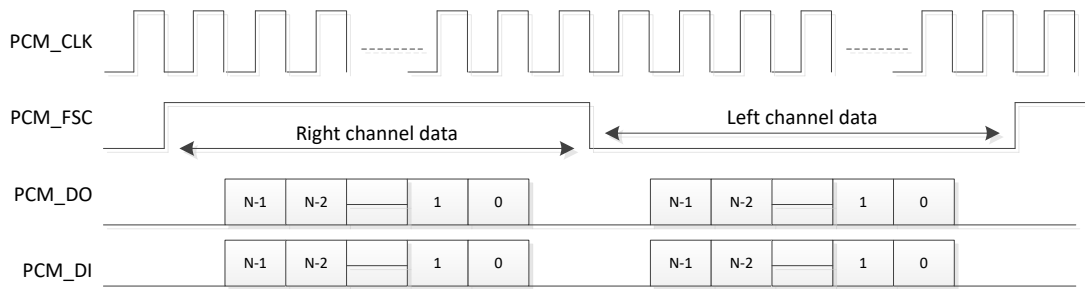 PCM_CLK
PCM_FSC
Right channel data
Left channel data
PCM_DO
N-1 N-2 1 0 N-1 N-2 1 0
PCM_DI
N-1 N-2 1 0 N-1 N-2 1 0